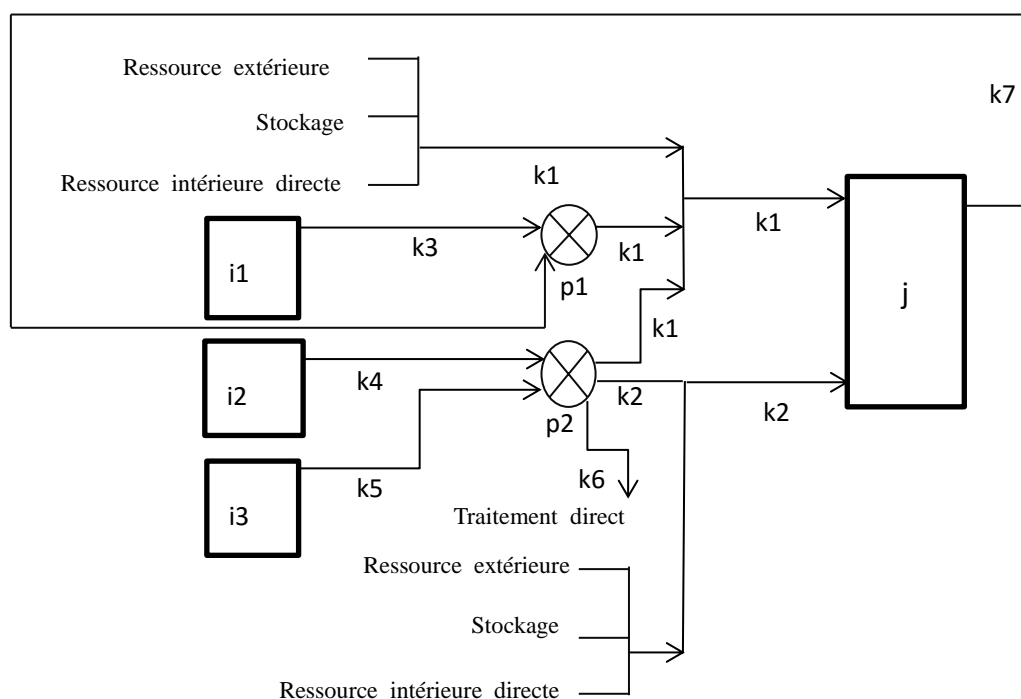 Ressource extérieure
k7
Stockage
Ressource intérieure directe
k1
i1
k3
k1
k1
p1
j
k1
i2
k4
k2
k2
p2
i3
k5
k6
Traitement direct
Ressource extérieure
Stockage
Ressource intérieure directe